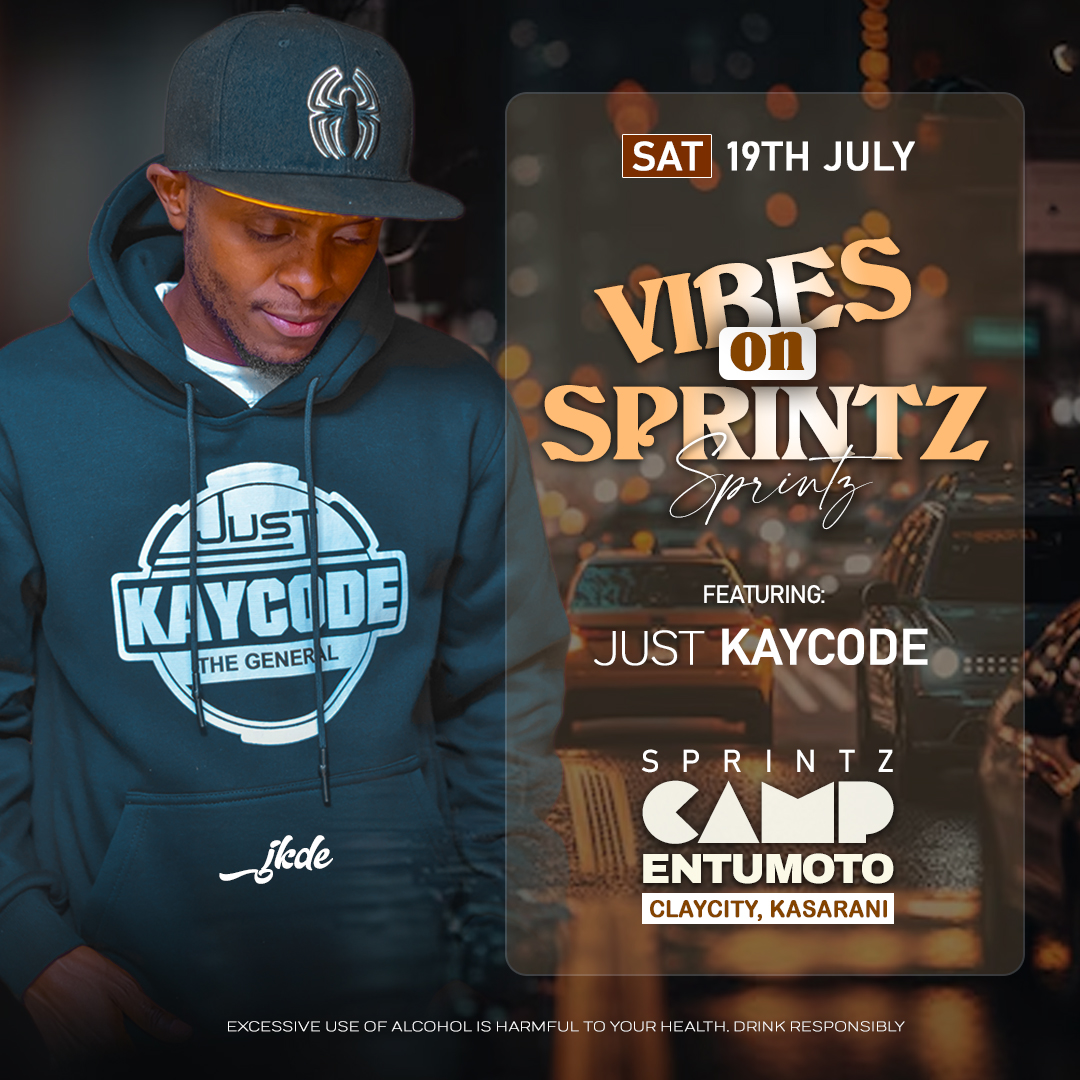 SAT 19TH JULY
VIBES
on
SPRINTZ
Sprintz
FEATURING:
JUST KAYCODE
SPRINTZ
CAMP
ENTUMOTO
CLAYCITY, KASARANI
JUST
KAYCODE
THE GENERAL
jkde
EXCESSIVE USE OF ALCOHOL IS HARMFUL TO YOUR HEALTH. DRINK RESPONSIBLY